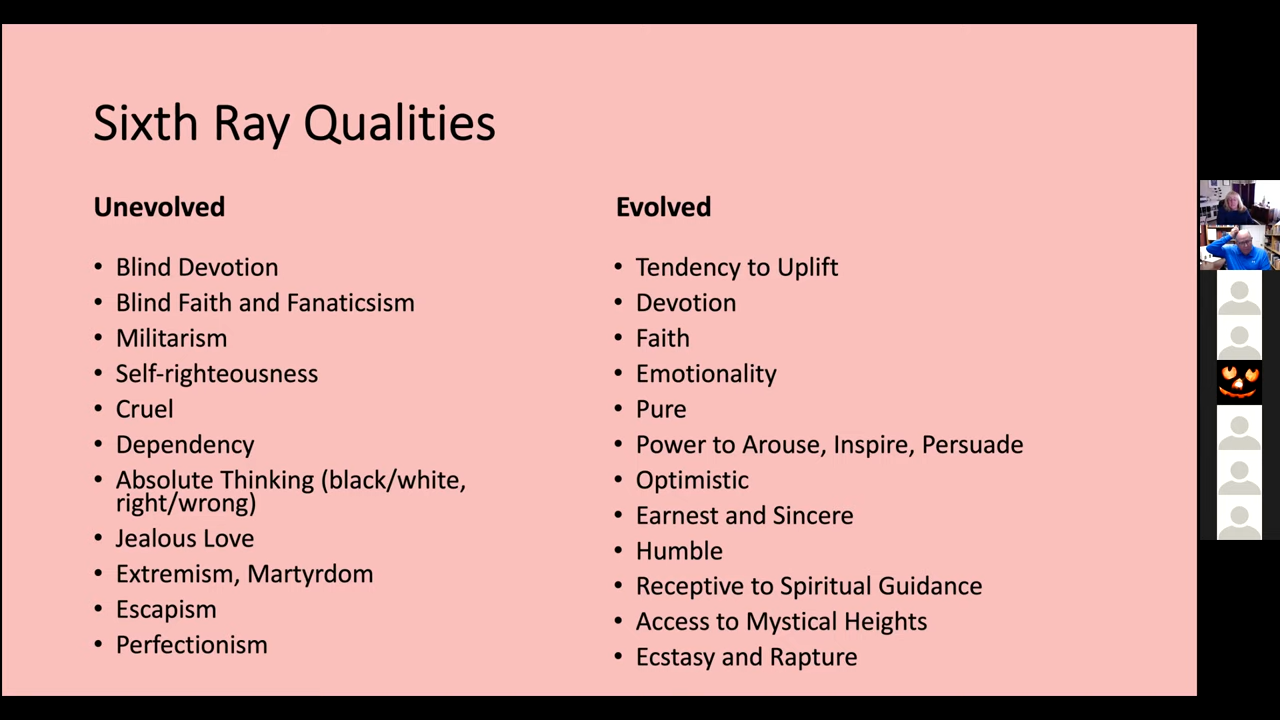 Sixth Ray Qualities
Unevolved
• Blind Devotion
• Blind Faith and Fanaticsism
• Militarism
• Self-righteousness
• Cruel
• Dependency
• Absolute Thinking (black/white,
right/wrong)
• Jealous Love
• Extremism, Martyrdom
• Escapism
• Perfectionism
Evolved
• Tendency to Uplift
• Devotion
• Faith
• Emotionality
• Pure
• Power to Arouse, Inspire, Persuade
• Optimistic
• Earnest and Sincere
• Humble
• Receptive to Spiritual Guidance
• Access to Mystical Heights
• Ecstasy and Rapture